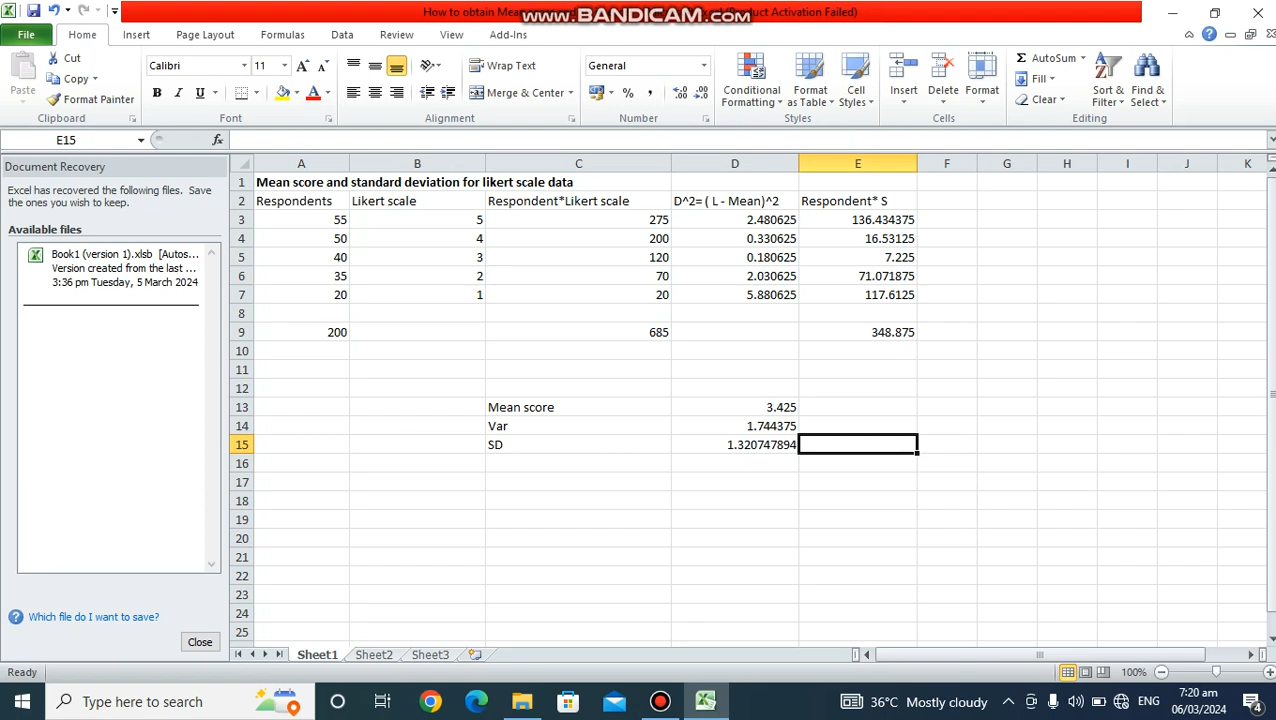 How to obtain Mea www.BANDICAM.com (Product Activation Failed)
File Home Insert Page Layout Formulas Data Review View Add-Ins
Paste
Cut
Copy
Format Painter
Clipboard
Calibri 11
B I U
Font
Wrap Text
Merge & Center
Alignment
General
%
Number
Conditional Formatting
Format as Table
Cell Styles
Styles
Insert Delete Format
Cells
Σ AutoSum
Fill
Clear
Sort & Filter
Find & Select
Editing
E15 fx
Document Recovery
Excel has recovered the following files. Save
the ones you wish to keep.
Available files
Book1 (version 1).xlsb [Autos...
Version created from the last ...
3:36 pm Tuesday, 5 March 2024
Which file do I want to save?
Close
A B C D E F G H I J K
1 Mean score and standard deviation for likert scale data
2 Respondents Likert scale Respondent*Likert scale D^2= ( L - Mean)^2 Respondent* S
3 55 5 275 2.480625 136.434375
4 50 4 200 0.330625 16.53125
5 40 3 120 0.180625 7.225
6 35 2 70 2.030625 71.071875
7 20 1 20 5.880625 117.6125
8
9 200 685 348.875
10
11
12
13 Mean score 3.425
14 Var 1.744375
15 SD 1.320747894
16
17
18
19
20
21
22
23
24
25
Sheet1 Sheet2 Sheet3
Ready 100%
Type here to search
36°C Mostly cloudy ENG
7:20 am
06/03/2024
4